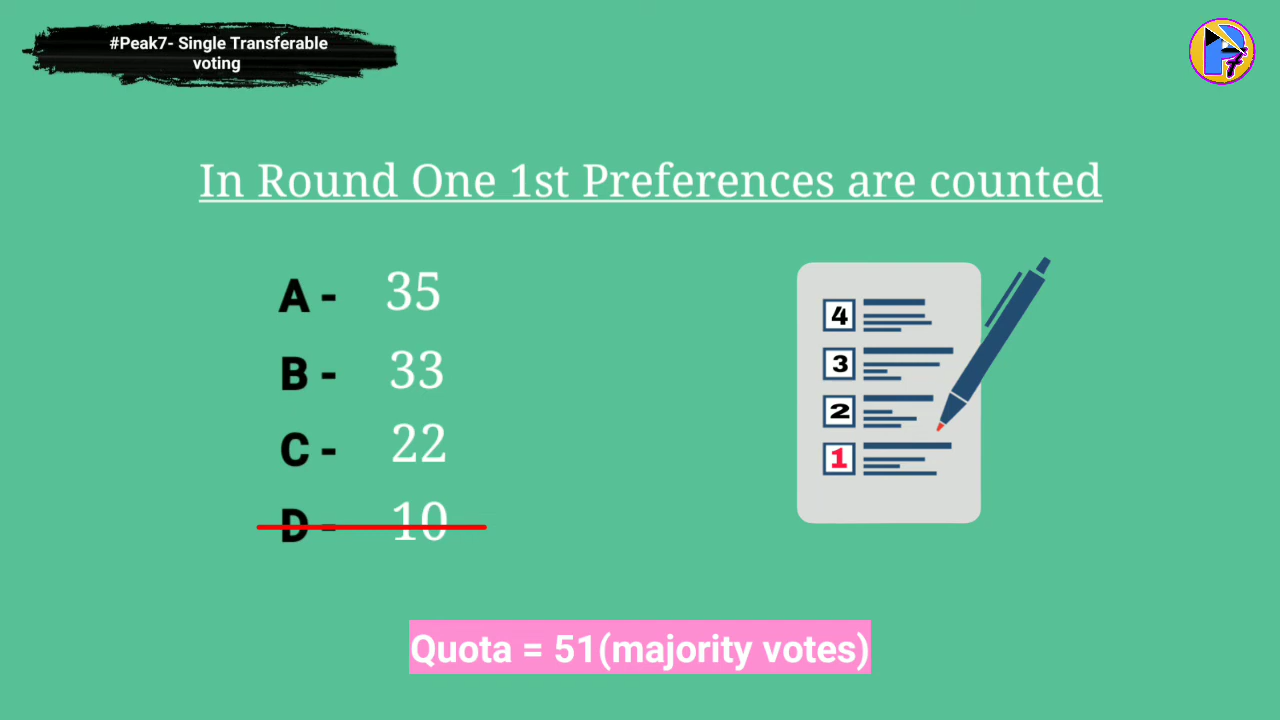 #Peak7- Single Transferable
voting
P7
In Round One 1st Preferences are counted
A - 35
B - 33
C - 22
D - 10
4
3
2
1
Quota = 51(majority votes)